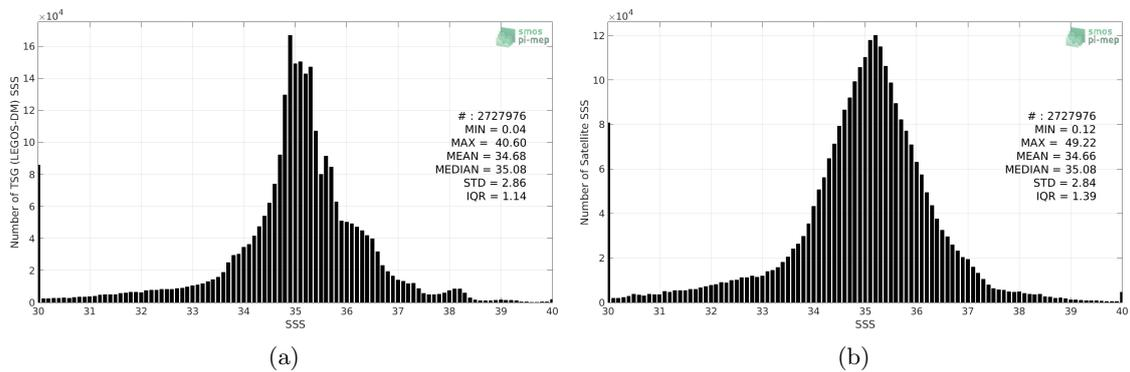 ×10⁴
smos
pi-mep
16
14
12
10
8
6
4
2
0
Number of TSG (LEGOS-DM) SSS
# : 2727976
MIN = 0.04
MAX = 40.60
MEAN = 34.68
MEDIAN = 35.08
STD = 2.86
IQR = 1.14
30 31 32 33 34 35 36 37 38 39 40
SSS
(a)
×10⁴
smos
pi-mep
12
10
8
6
4
2
0
Number of Satellite SSS
# : 2727976
MIN = 0.12
MAX = 49.22
MEAN = 34.66
MEDIAN = 35.08
STD = 2.84
IQR = 1.39
30 31 32 33 34 35 36 37 38 39 40
SSS
(b)